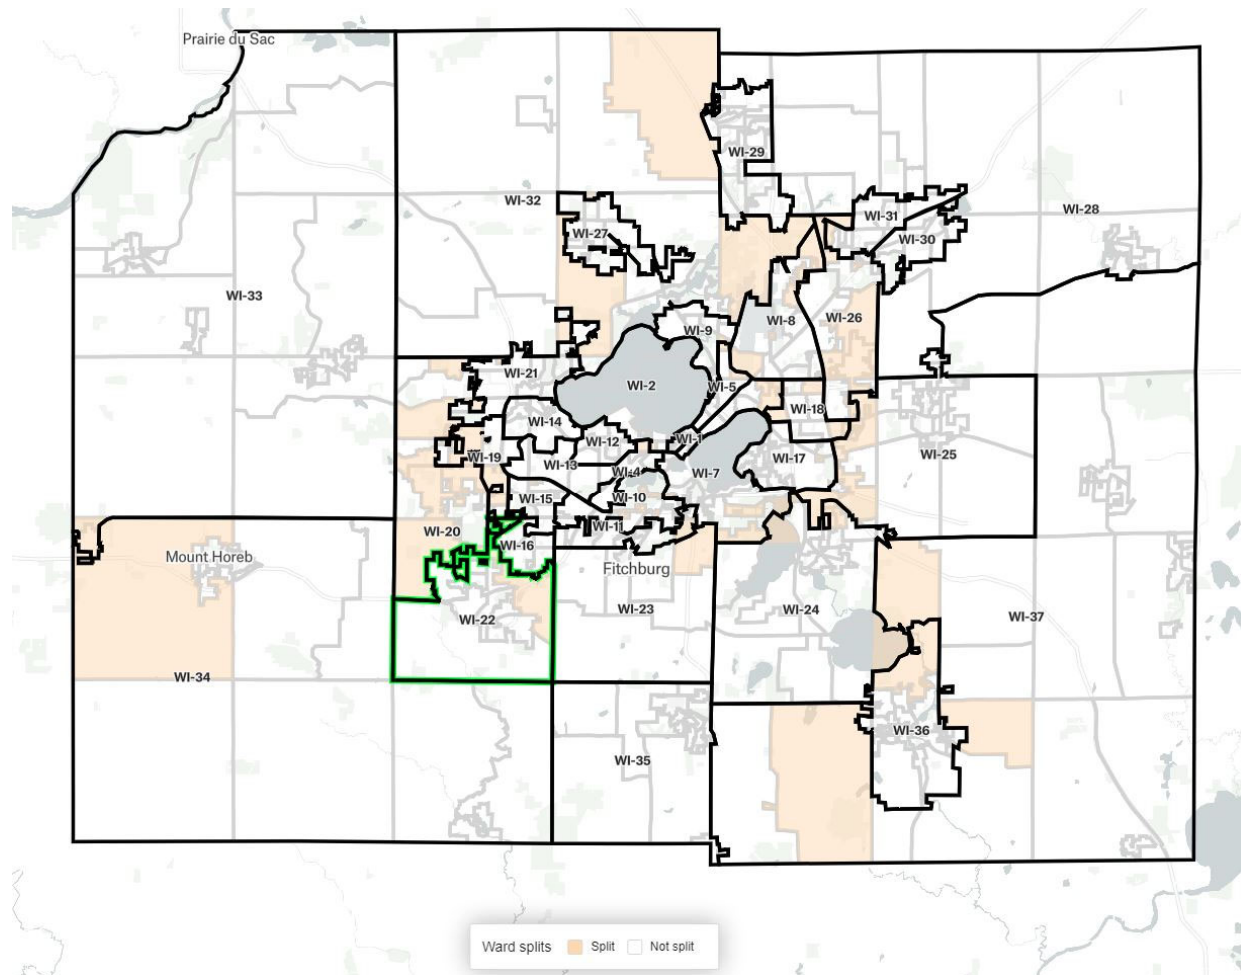 Prairie du Sac
WI-29
WI-32
WI-28
WI-31
WI-27
WI-30
WI-33
WI-8
WI-26
WI-9
WI-21
WI-2
WI-5
WI-18
WI-14
WI-1
WI-12
WI-19
WI-13
WI-4
WI-7
WI-17
WI-25
WI-15
WI-10
WI-11
WI-20
WI-16
Mount Horeb
Fitchburg
WI-23
WI-24
WI-22
WI-37
WI-34
WI-36
WI-35
Ward splits Split Not split